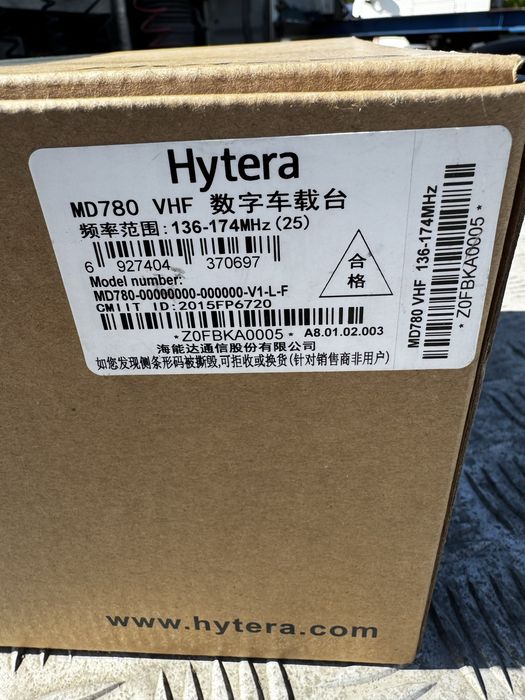 Hytera
MD780 VHF 数字车载台
频率范围:136-174MHz(25)
6 927404 370697
Model number:
MD780-00000000-000000-V1-L-F
CMIIT ID:2015FP6720
*Z0FBKA0005* A8.01.02.003
海能达通信股份有限公司
如您发现侧条形码被撕毁,可拒收或换货(针对销售商非用户)
合格
MD780 VHF 136-174MHz
*Z0FBKA0005*
www.hytera.com